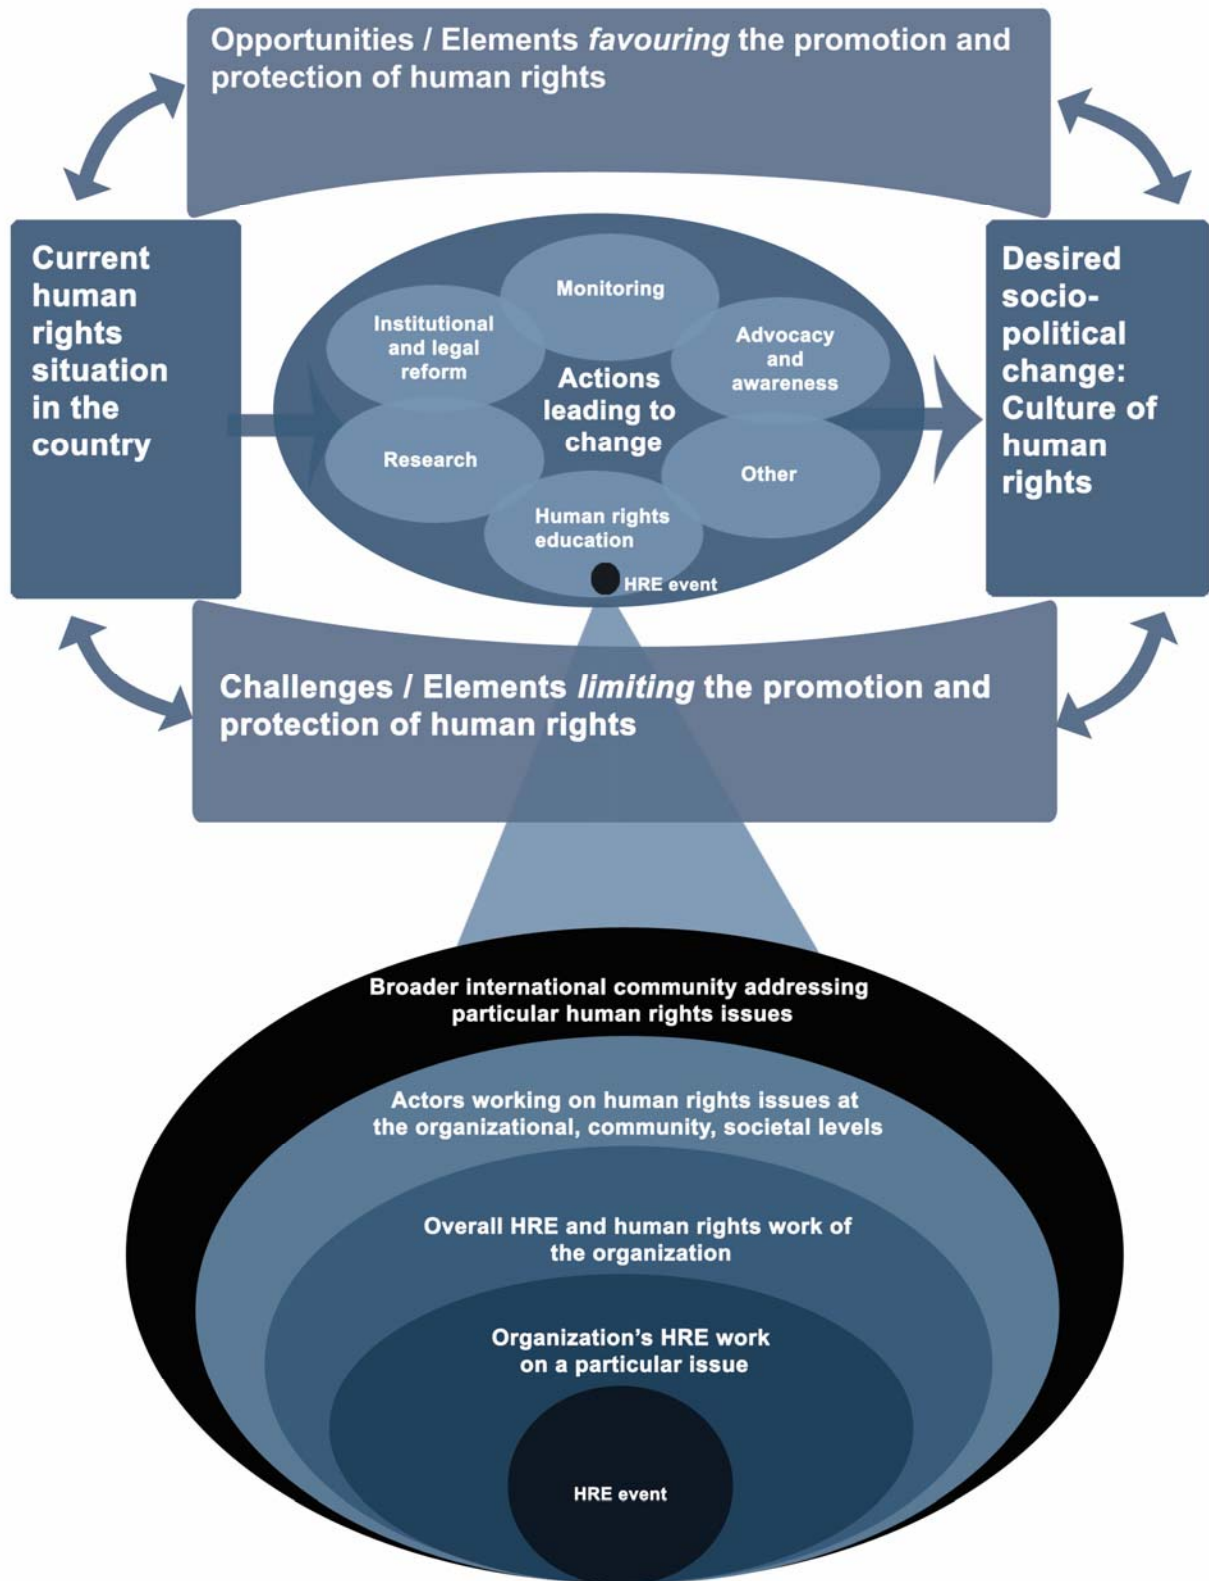 Opportunities / Elements favouring the promotion and
protection of human rights
Current
human
rights
situation
in the
country
Monitoring
Institutional
and legal
reform
Advocacy
and
awareness
Actions
leading to
change
Research
Other
Human rights
education
HRE event
Desired
socio-
political
change:
Culture of
human
rights
Challenges / Elements limiting the promotion and
protection of human rights
Broader international community addressing
particular human rights issues
Actors working on human rights issues at
the organizational, community, societal levels
Overall HRE and human rights work of
the organization
Organization's HRE work
on a particular issue
HRE event